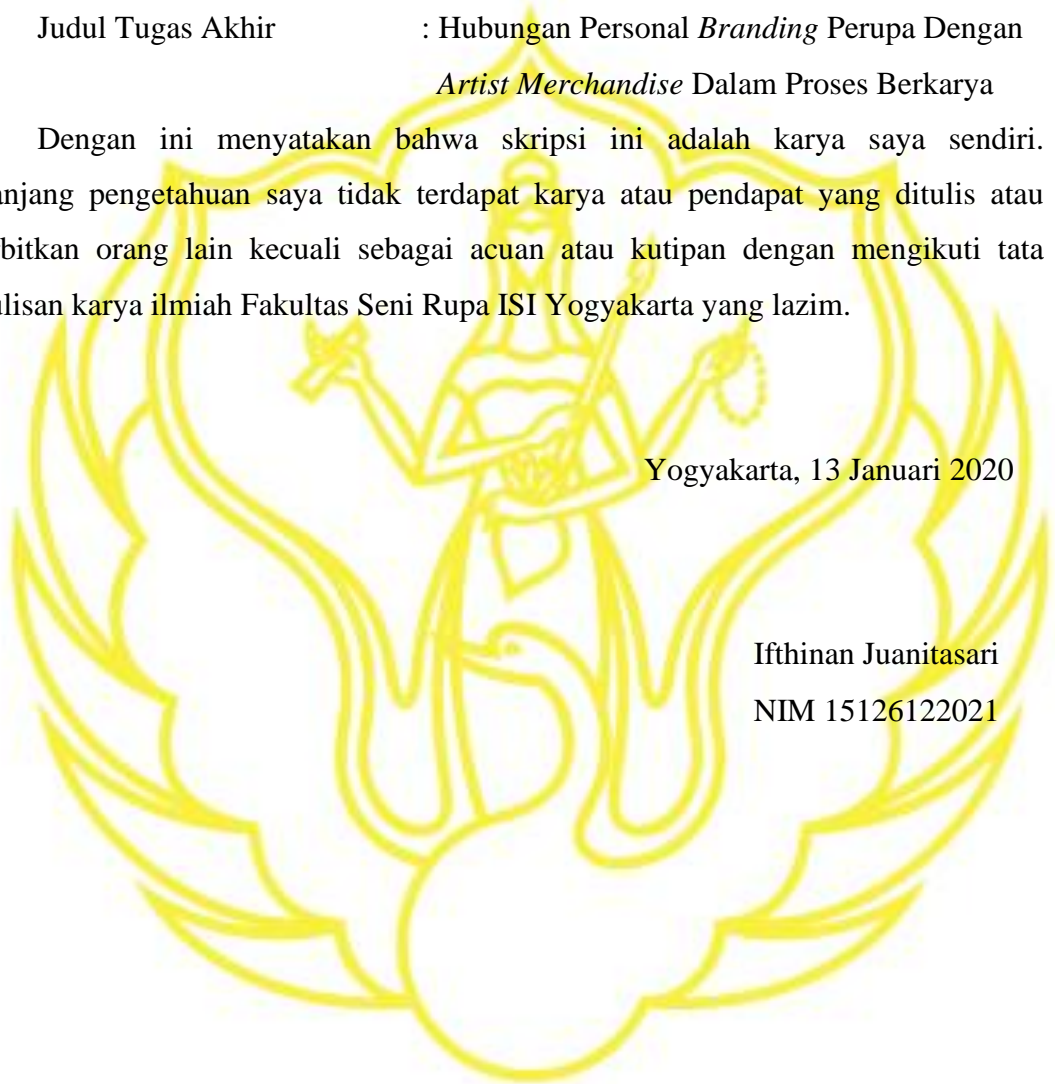 Judul Tugas Akhir : Hubungan Personal Branding Perupa Dengan
Artist Merchandise Dalam Proses Berkarya
Dengan ini menyatakan bahwa skripsi ini adalah karya saya sendiri.
anjang pengetahuan saya tidak terdapat karya atau pendapat yang ditulis atau
bitkan orang lain kecuali sebagai acuan atau kutipan dengan mengikuti tata
ulisan karya ilmiah Fakultas Seni Rupa ISI Yogyakarta yang lazim.
Yogyakarta, 13 Januari 2020
Ifthinan Juanitasari
NIM 15126122021